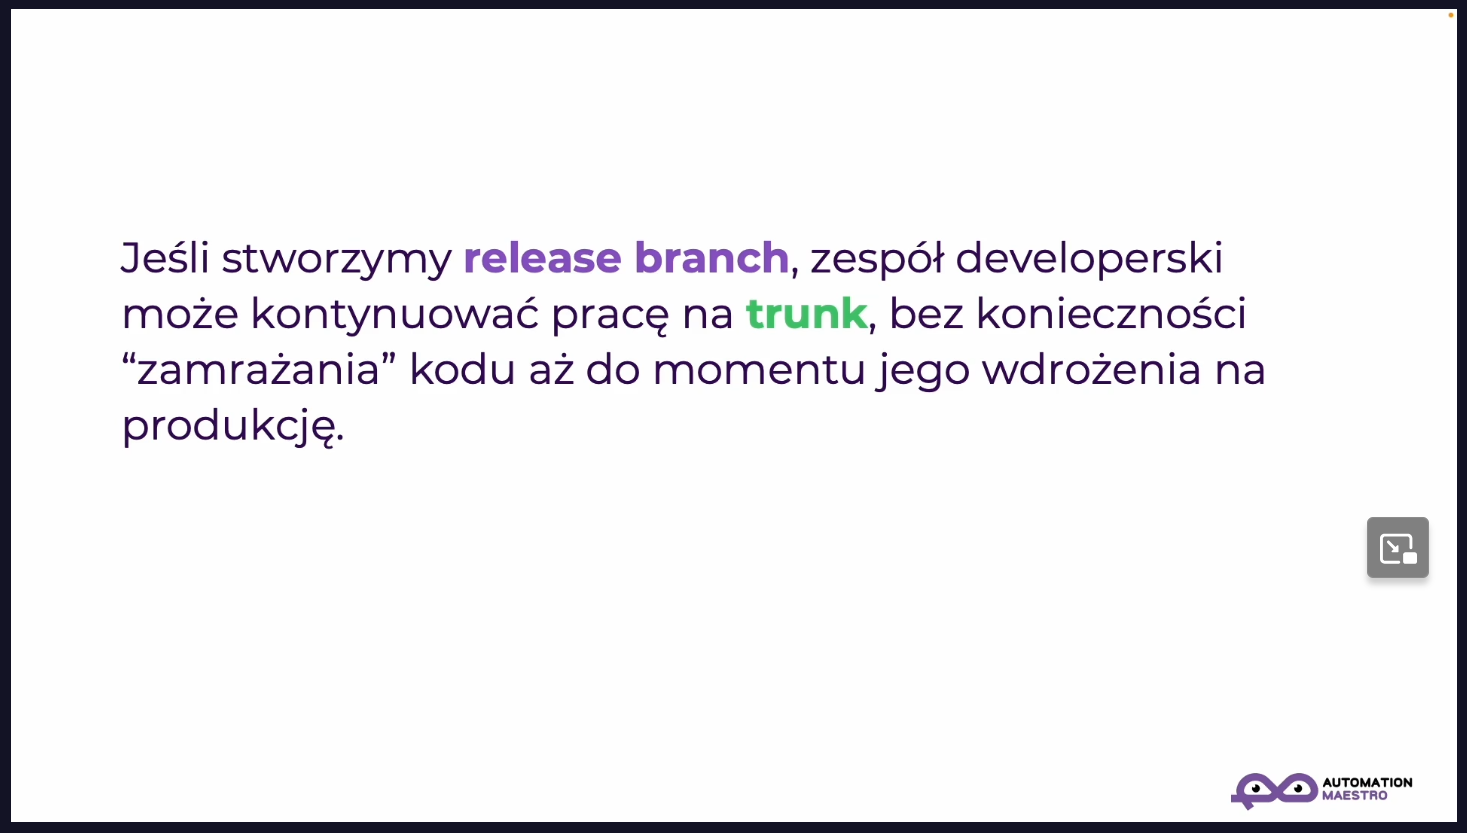 Jeśli stworzymy release branch, zespół developerski
może kontynuować pracę na trunk, bez konieczności
“zamrażania” kodu aż do momentu jego wdrożenia na
produkcję.
AUTOMATION
MAESTRO